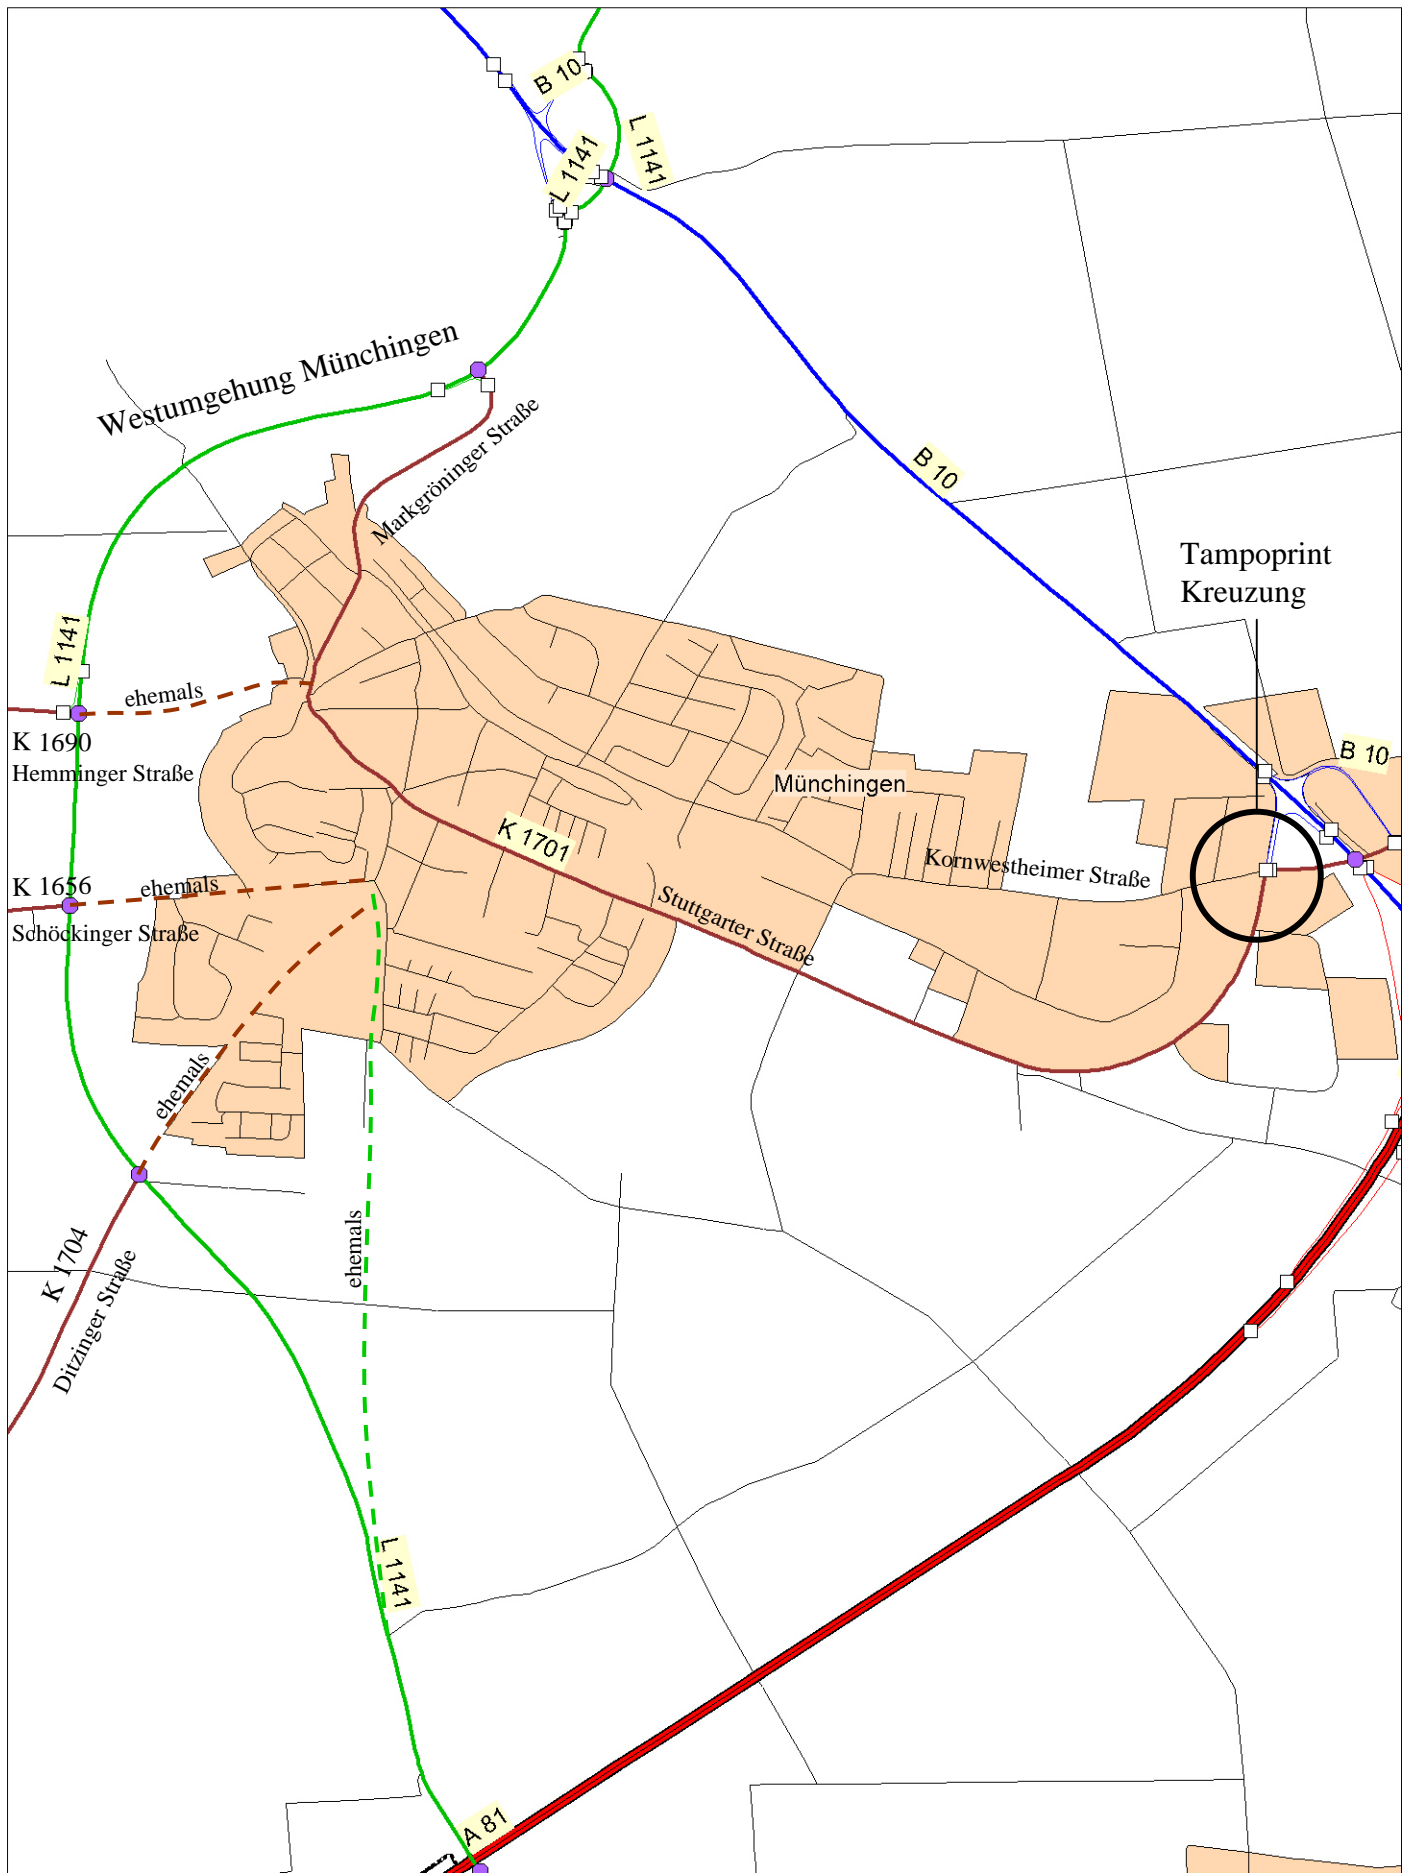 B 10
L 1141
L 1141
Westumgehung Münchingen
Markgröninger Straße
B 10
Tampoprint
Kreuzung
L 1141
ehemals
K 1690
Hemminger Straße
B 10
Münchingen
K 1701
Kornwestheimer Straße
K 1656
ehemals
Stuttgarter Straße
Schöckinger Straße
ehemals
ehemals
K 1704
Ditzinger Straße
L 1141
A 81